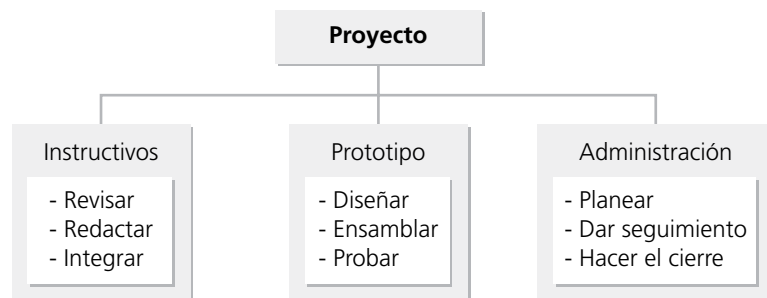 Proyecto
Instructivos
- Revisar
- Redactar
- Integrar
Prototipo
- Diseñar
- Ensamblar
- Probar
Administración
- Planear
- Dar seguimiento
- Hacer el cierre